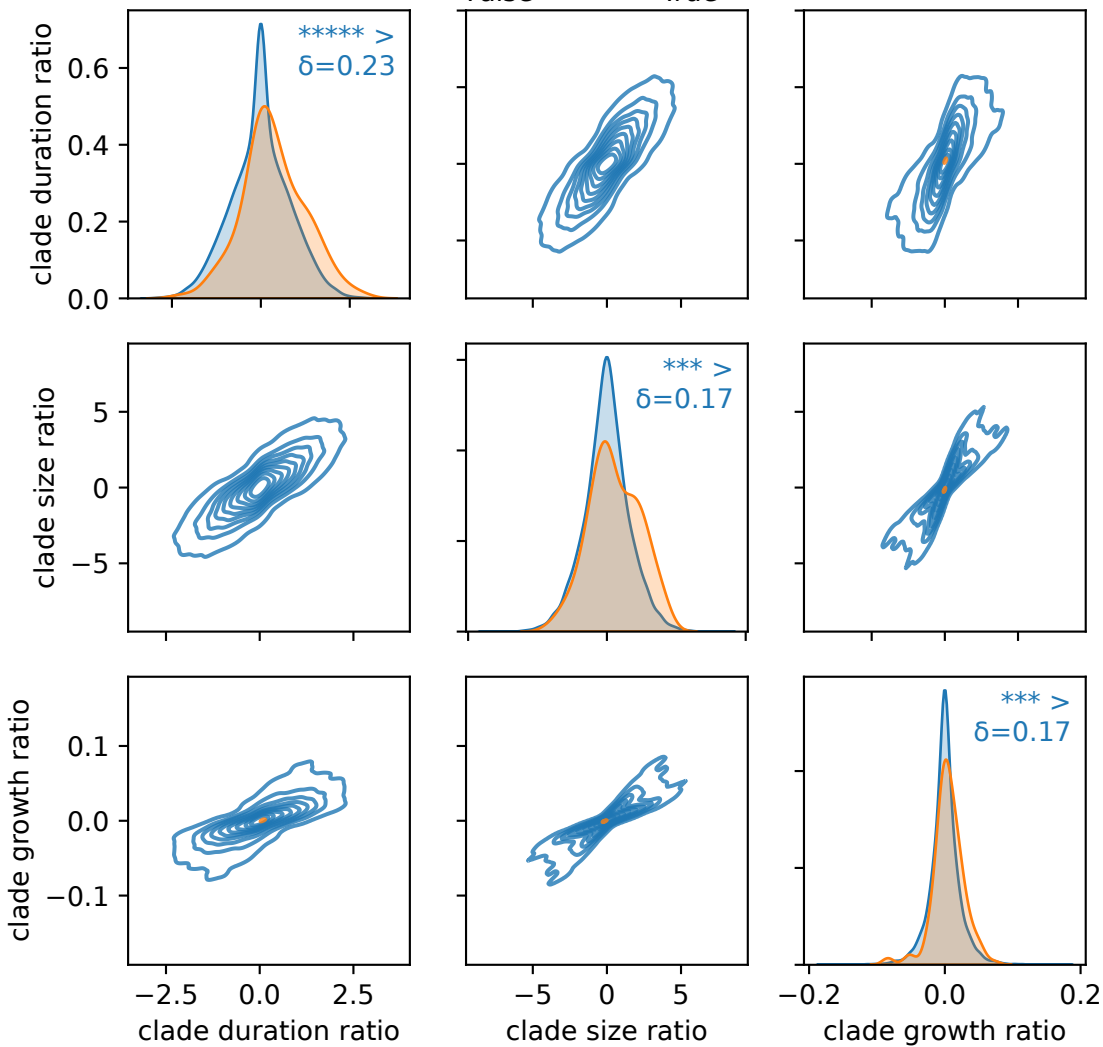 ***** >
δ=0.23
clade duration ratio
0.6
0.4
0.2
0.0
*** >
δ=0.17
clade size ratio
5
0
−5
*** >
δ=0.17
clade growth ratio
0.1
0.0
−0.1
−2.5 0.0 2.5
−5 0 5
−0.2 0.0 0.2
clade duration ratio
clade size ratio
clade growth ratio